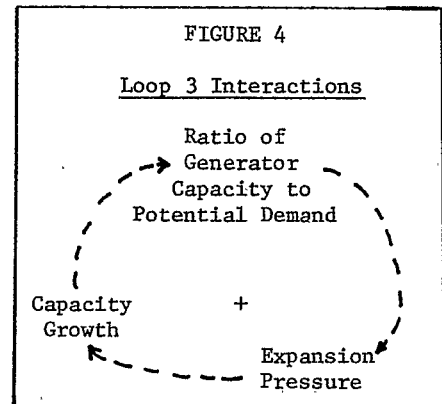 FIGURE 4
Loop 3 Interactions
Ratio of
Generator
Capacity to
Potential Demand
Capacity
Growth
+
Expansion
Pressure